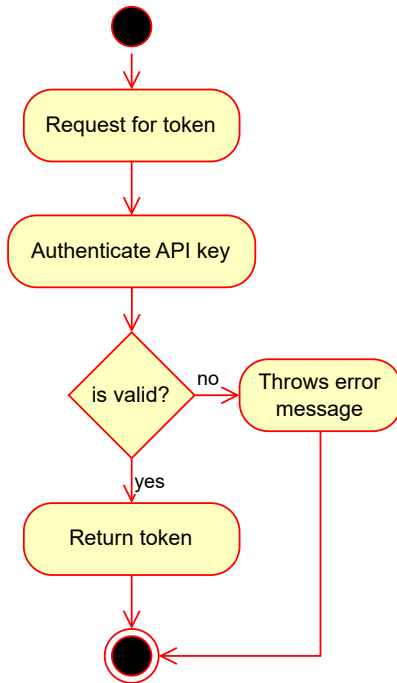 Request for token
Authenticate API key
is valid?
no
Throws error
message
yes
Return token